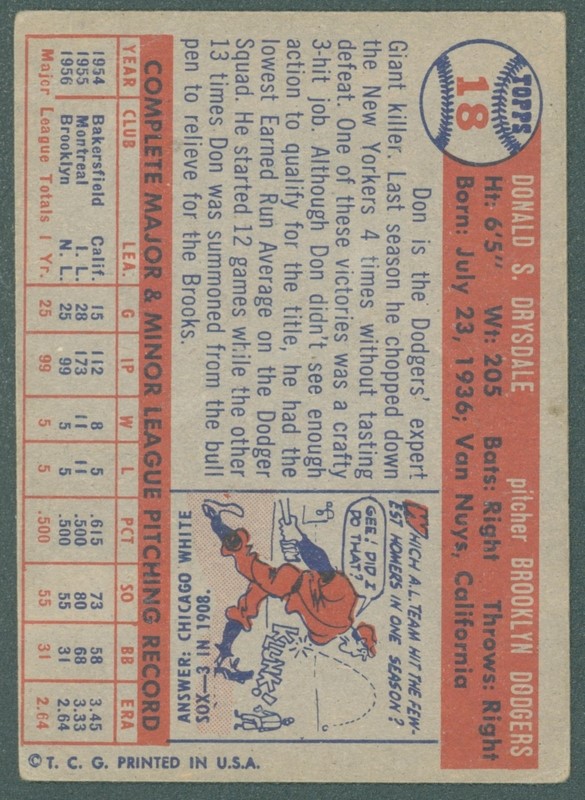 TOPPS
18
DONALD S. DRYSDALE pitcher BROOKLYN DODGERS
Ht: 6'5" W: 205 Bats: Right Throws: Right
Born: July 23, 1936; Van Nuys, California
Don is the Dodgers' expert
Giant killer. Last season he chopped down
the New Yorkers 4 times without tasting
defeat. One of these victories was a crafty
3-hit job. Although Don didn't see enough
action to qualify for the title, he had the
lowest Earned Run Average on the Dodger
Squad. He started 12 games while the other
13 times Don was summoned from the bull
pen to relieve for the Brooks.
WHICH A.L. TEAM HIT THE FEW-
EST HOMERS IN ONE SEASON?
GEE! DID I
DO THAT?
KLUNK!
ANSWER: CHICAGO WHITE
SOX—3 IN 1908.
COMPLETE MAJOR & MINOR LEAGUE PITCHING RECORD
YEAR CLUB LEA. G IP W L PCT SO BB ERA
1954 Bakersfield Calif. 15 112 8 5 .615 73 58 3.45
1955 Montreal I. L. 28 173 11 11 .500 80 68 3.33
1956 Brooklyn N. L. 25 99 5 5 .500 55 31 2.64
Major League Totals 1 Yr. 25 99 5 5 .500 55 31 2.64
© T. C. G. PRINTED IN U.S.A.